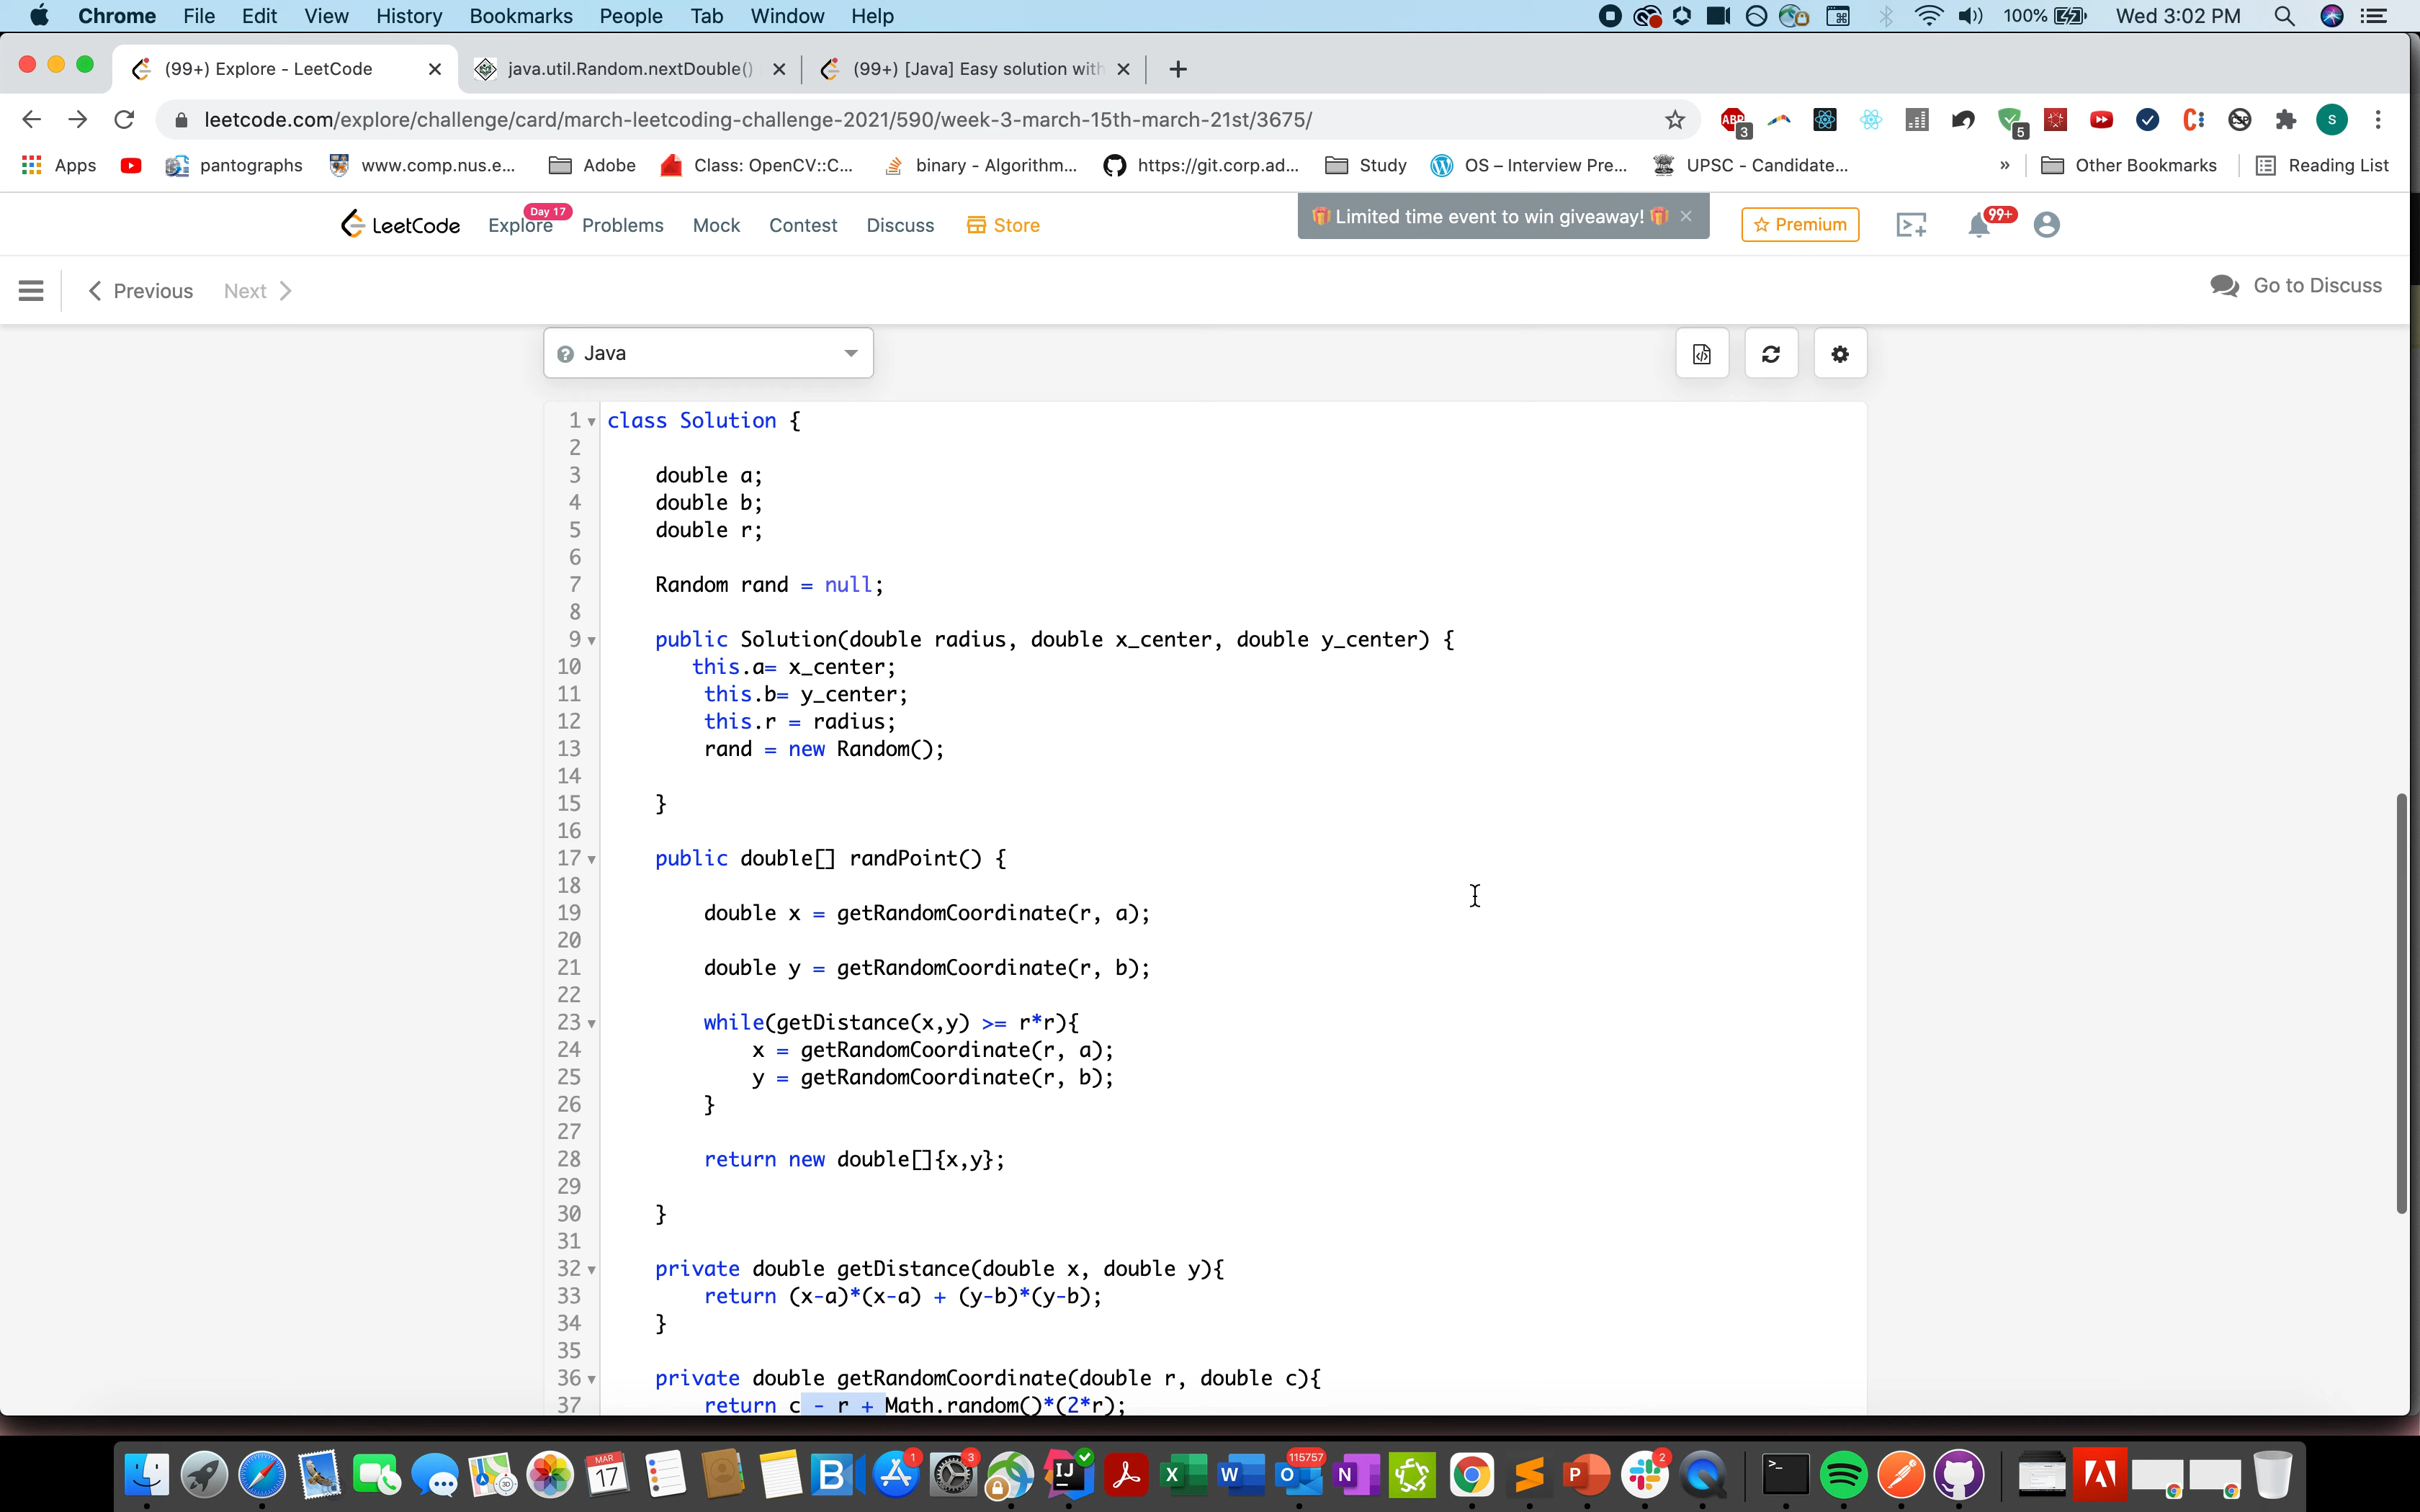 Chrome File Edit View History Bookmarks People Tab Window Help 100% Wed 3:02 PM
(99+) Explore - LeetCode java.util.Random.nextDouble() (99+) [Java] Easy solution with
leetcode.com/explore/challenge/card/march-leetcoding-challenge-2021/590/week-3-march-15th-march-21st/3675/ ABP 3 5 S
Apps pantographs www.comp.nus.e... Adobe Class: OpenCV::C... binary - Algorithm... https://git.corp.ad... Study OS – Interview Pre... UPSC - Candidate... » Other Bookmarks Reading List
LeetCode Explore Day 17 Problems Mock Contest Discuss Store Limited time event to win giveaway! Premium 99+
Previous Next Go to Discuss
Java
1 class Solution {
2
3 double a;
4 double b;
5 double r;
6
7 Random rand = null;
8
9 public Solution(double radius, double x_center, double y_center) {
10 this.a= x_center;
11 this.b= y_center;
12 this.r = radius;
13 rand = new Random();
14
15 }
16
17 public double[] randPoint() {
18
19 double x = getRandomCoordinate(r, a);
20
21 double y = getRandomCoordinate(r, b);
22
23 while(getDistance(x,y) >= r*r){
24 x = getRandomCoordinate(r, a);
25 y = getRandomCoordinate(r, b);
26 }
27
28 return new double[]{x,y};
29
30 }
31
32 private double getDistance(double x, double y){
33 return (x-a)*(x-a) + (y-b)*(y-b);
34 }
35
36 private double getRandomCoordinate(double r, double c){
37 return c - r + Math.random()*(2*r);
MAR 17 1 3 115757 2